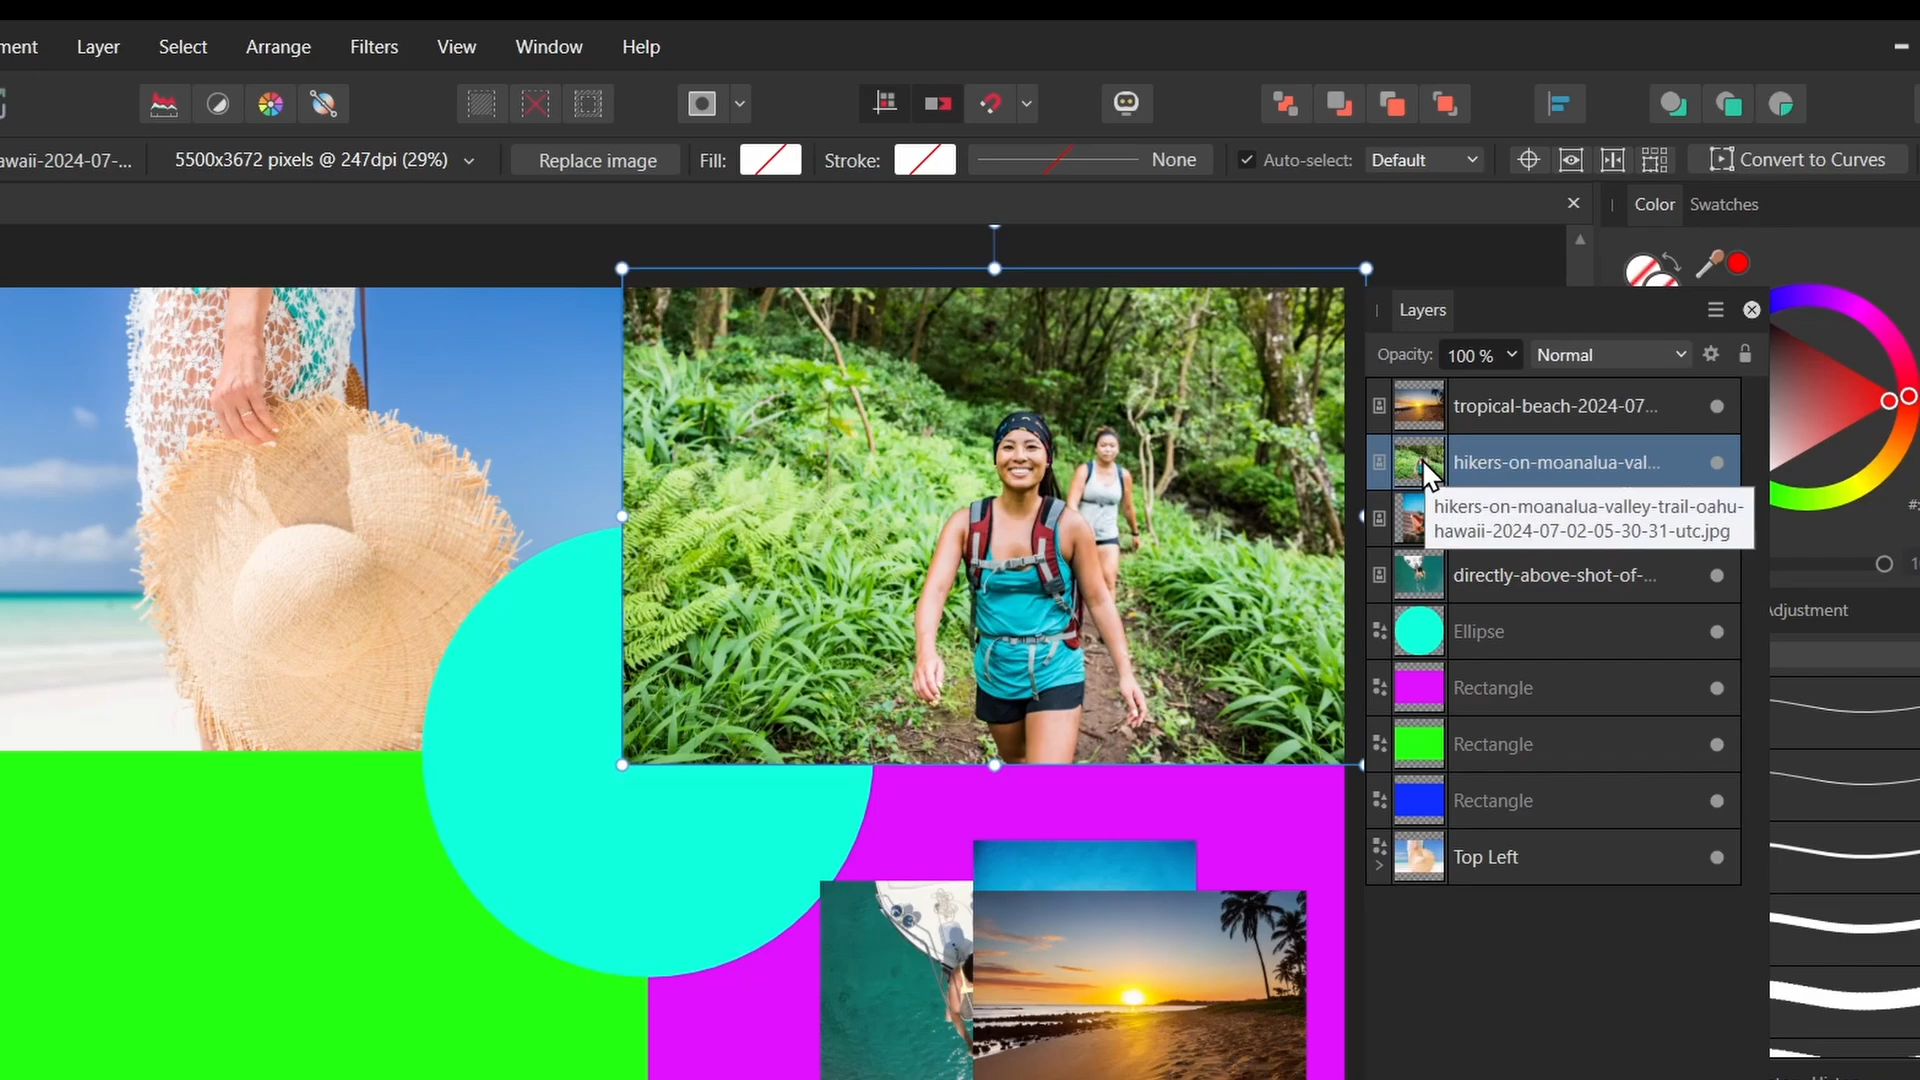 ment Layer Select Arrange Filters View Window Help
awaii-2024-07-... 5500x3672 pixels @ 247dpi (29%) Replace image Fill: Stroke: None Auto-select: Default Convert to Curves
Color Swatches
Layers
Opacity: 100 % Normal
tropical-beach-2024-07...
hikers-on-moanalua-val...
hikers-on-moanalua-valley-trail-oahu-
hawaii-2024-07-02-05-30-31-utc.jpg
directly-above-shot-of-...
Adjustment
Ellipse
Rectangle
Rectangle
Rectangle
Top Left